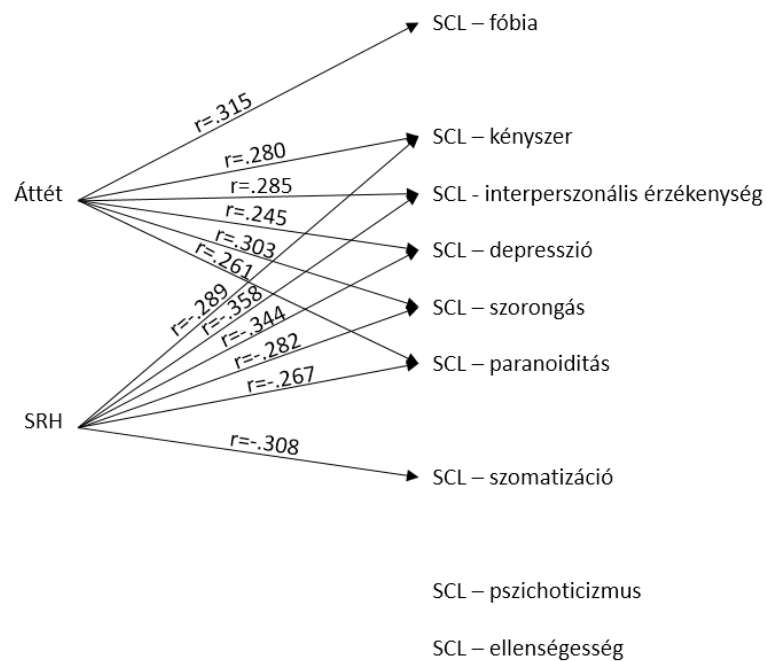 SCL – fóbia
r=.315
SCL – kényszer
r=.280
Áttét
r=.285
SCL - interperszonális érzékenység
r=.245
SCL – depresszió
r=.303
r=.261
r=-.289
r=-.358
SCL – szorongás
r=-.344
r=-.282
SCL – paranoiditás
r=-.267
SRH
r=-.308
SCL – szomatizáció
SCL – pszichoticizmus
SCL – ellenségesség